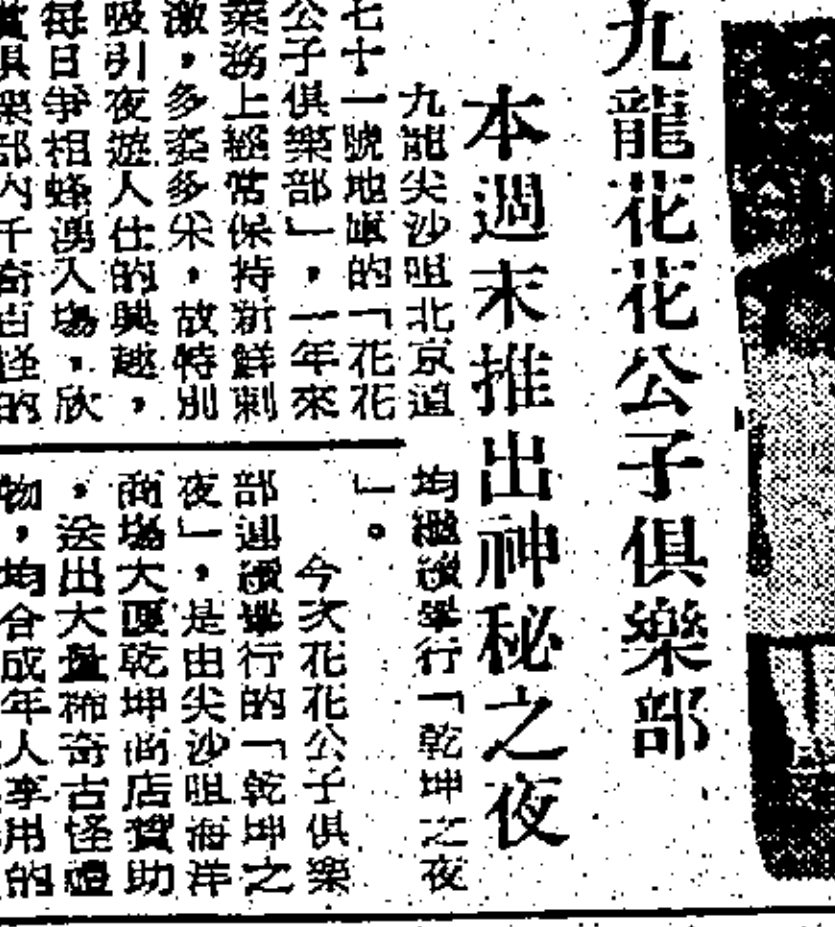 九龍花花公子俱樂部
本週末推出神秘之夜
九龍尖沙咀北京道
七十一號地庫的「花花
公子俱樂部」，一年來
業務上經常保持新鮮刺
激，多姿多采，故特別
吸引夜遊人仕的興趣，
每日爭相蜂湧入場，欣
賞俱樂部內千奇古怪的
均繼續舉行「乾坤之夜
」。
今次花花公子俱樂
部連續舉行的「乾坤之
夜」，是由尖沙咀海洋
商場大廈乾坤商店贊助
，送出大量稀奇古怪禮
物，均合成年人享用的